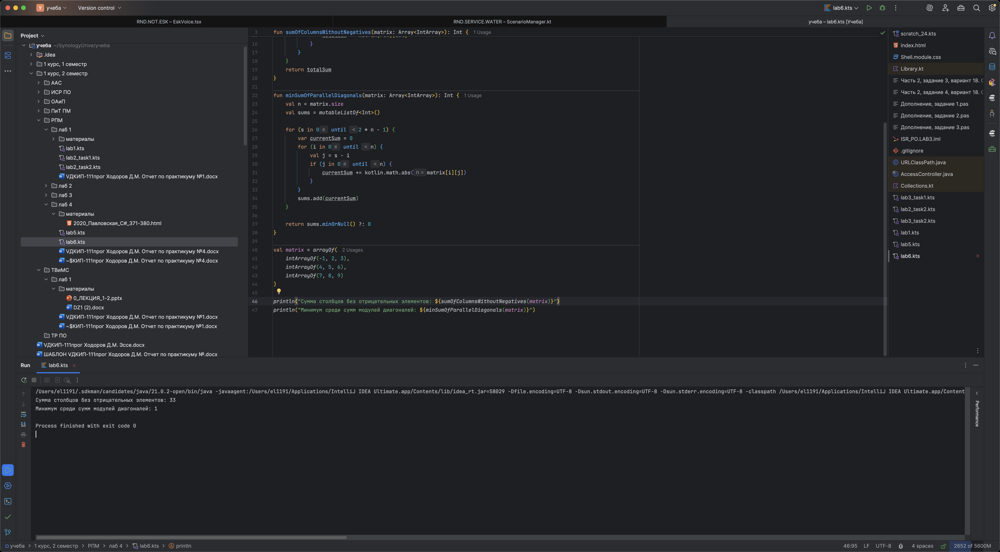 У учеба Version control lab6.kts
RND.NOT.ESK – EskVoice.tsx RND.SERVICE.WATER – ScenarioManager.kt учеба – lab6.kts [Учеба]
Project
учеба ~/SynologyDrive/учеба
.idea
1 курс, 1 семестр
1 курс, 2 семестр
ААС
ИСР ПО
ОАиП
ПиТ ПМ
РПМ
лаб 1
материалы
lab1.kts
lab2_task1.kts
lab2_task2.kts
VДКИП-111прог Ходоров Д.М. Отчет по практикуму №1.docx
лаб 2
лаб 3
лаб 4
материалы
2020_Павловская_C#_371-380.html
lab5.kts
lab6.kts
VДКИП-111прог Ходоров Д.М. Отчет по практикуму №4.docx
~$КИП-111прог Ходоров Д.М. Отчет по практикуму №4.docx
ТВиМС
лаб 1
материалы
0_ЛЕКЦИЯ_1-2.pptx
DZ1 (2).docx
VДКИП-111прог Ходоров Д.М. Отчет по практикуму №1.docx
~$КИП-111прог Ходоров Д.М. Отчет по практикуму №1.docx
ТР ПО
VДКИП-111прог Ходоров Д.М. Эссе.docx
ШАБЛОН VДКИП-111прог Ходоров Д.М. Отчет по практикуму №.docx
3 fun sumOfColumnsWithoutNegatives(matrix: Array<IntArray>): Int { 1 Usage
16 }
17 }
18 }
19 return totalSum
20 }
21
22 fun minSumOfParallelDiagonals(matrix: Array<IntArray>): Int { 1 Usage
23 val n = matrix.size
24 val sums = mutableListOf<Int>()
25
26 for (s in 0 ≤ until < 2 * n - 1) {
27 var currentSum = 0
28 for (i in 0 ≤ until < n) {
29 val j = s - i
30 if (j in 0 ≤ until < n) {
31 currentSum += kotlin.math.abs( n = matrix[i][j])
32 }
33 }
34 sums.add(currentSum)
35 }
36
37 return sums.minOrNull() ?: 0
38 }
39
40 val matrix = arrayOf( 2 Usages
41 intArrayOf(-1, 2, 3),
42 intArrayOf(4, 5, 6),
43 intArrayOf(7, 8, 9)
44 )
45
46 println("Сумма столбцов без отрицательных элементов: ${sumOfColumnsWithoutNegatives(matrix)}")
47 println("Минимум среди сумм модулей диагоналей: ${minSumOfParallelDiagonals(matrix)}")
scratch_24.kts
index.html
Shell.module.css
Library.kt
Часть 2, задание 3, вариант 18.
Часть 2, задание 4, вариант 18.
Дополнение, задание 1.pas
Дополнение, задание 2.pas
Дополнение, задание 3.pas
ISR_PO.LAB3.iml
.gitignore
URLClassPath.java
AccessController.java
Collections.kt
lab3_task1.kts
lab2_task2.kts
lab3_task2.kts
lab1.kts
lab5.kts
lab6.kts
Run lab6.kts
/Users/el1191/.sdkman/candidates/java/21.0.2-open/bin/java -javaagent:/Users/el1191/Applications/IntelliJ IDEA Ultimate.app/Contents/lib/idea_rt.jar=58029 -Dfile.encoding=UTF-8 -Dsun.stdout.encoding=UTF-8 -Dsun.stderr.encoding=UTF-8 -classpath /Users/el1191/Applications/IntelliJ IDEA Ultimate.app/Content
Сумма столбцов без отрицательных элементов: 33
Минимум среди сумм модулей диагоналей: 1
Process finished with exit code 0
Performance
учеба > 1 курс, 2 семестр > РПМ > лаб 4 > lab6.kts > println
46:95 LF UTF-8 4 spaces 2652 of 5600M